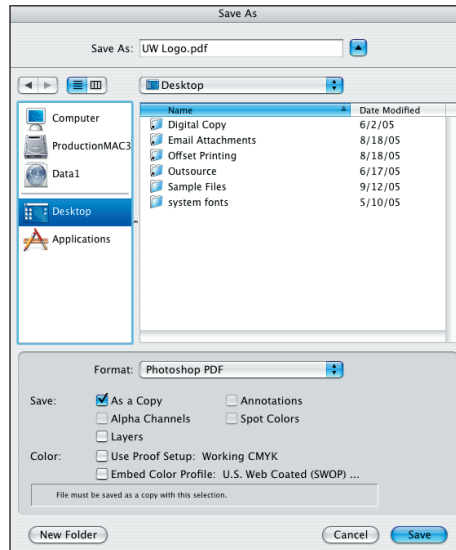 Save As
Save As: UW Logo.pdf
Desktop
Name Date Modified
Computer
ProductionMAC3
Data1
Desktop
Applications
Digital Copy 6/2/05
Email Attachments 8/18/05
Offset Printing 8/18/05
Outsource 6/17/05
Sample Files 9/12/05
system fonts 5/10/05
Format: Photoshop PDF
Save: As a Copy Annotations
Alpha Channels Spot Colors
Layers
Color: Use Proof Setup: Working CMYK
Embed Color Profile: U.S. Web Coated (SWOP) ...
File must be saved as a copy with this selection.
New Folder Cancel Save